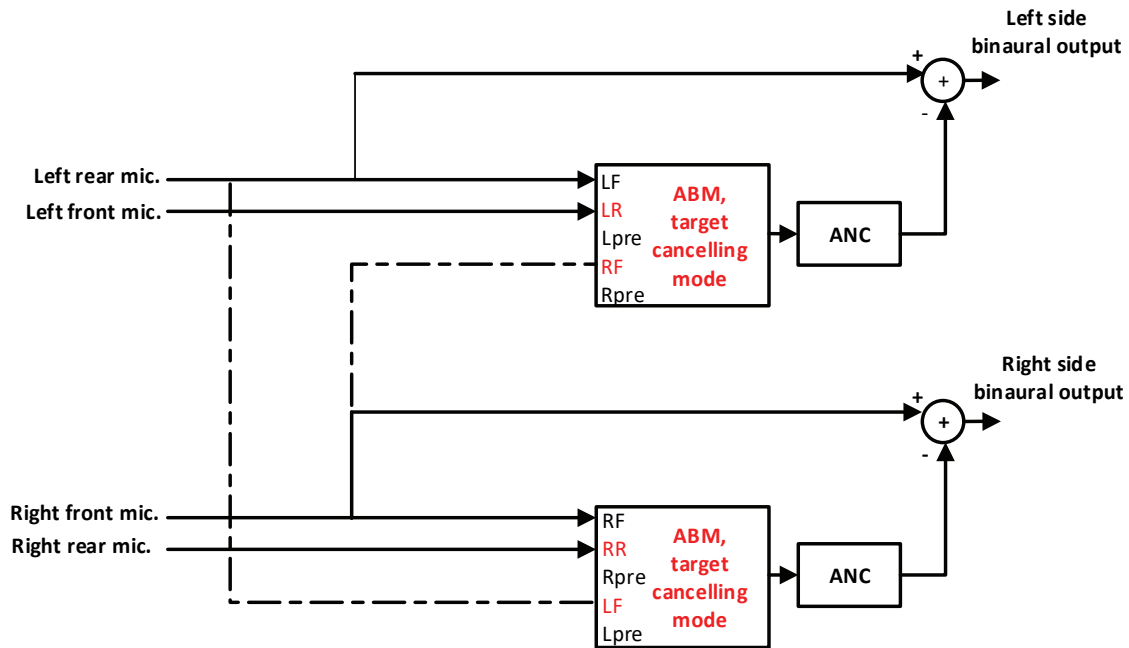 Left side
binaural output
+
+
-
Left rear mic.
Left front mic.
LF
LR
Lpre
RF
Rpre
ABM,
target
cancelling
mode
ANC
Right side
binaural output
+
+
-
Right front mic.
Right rear mic.
RF
RR
Rpre
LF
Lpre
ABM,
target
cancelling
mode
ANC